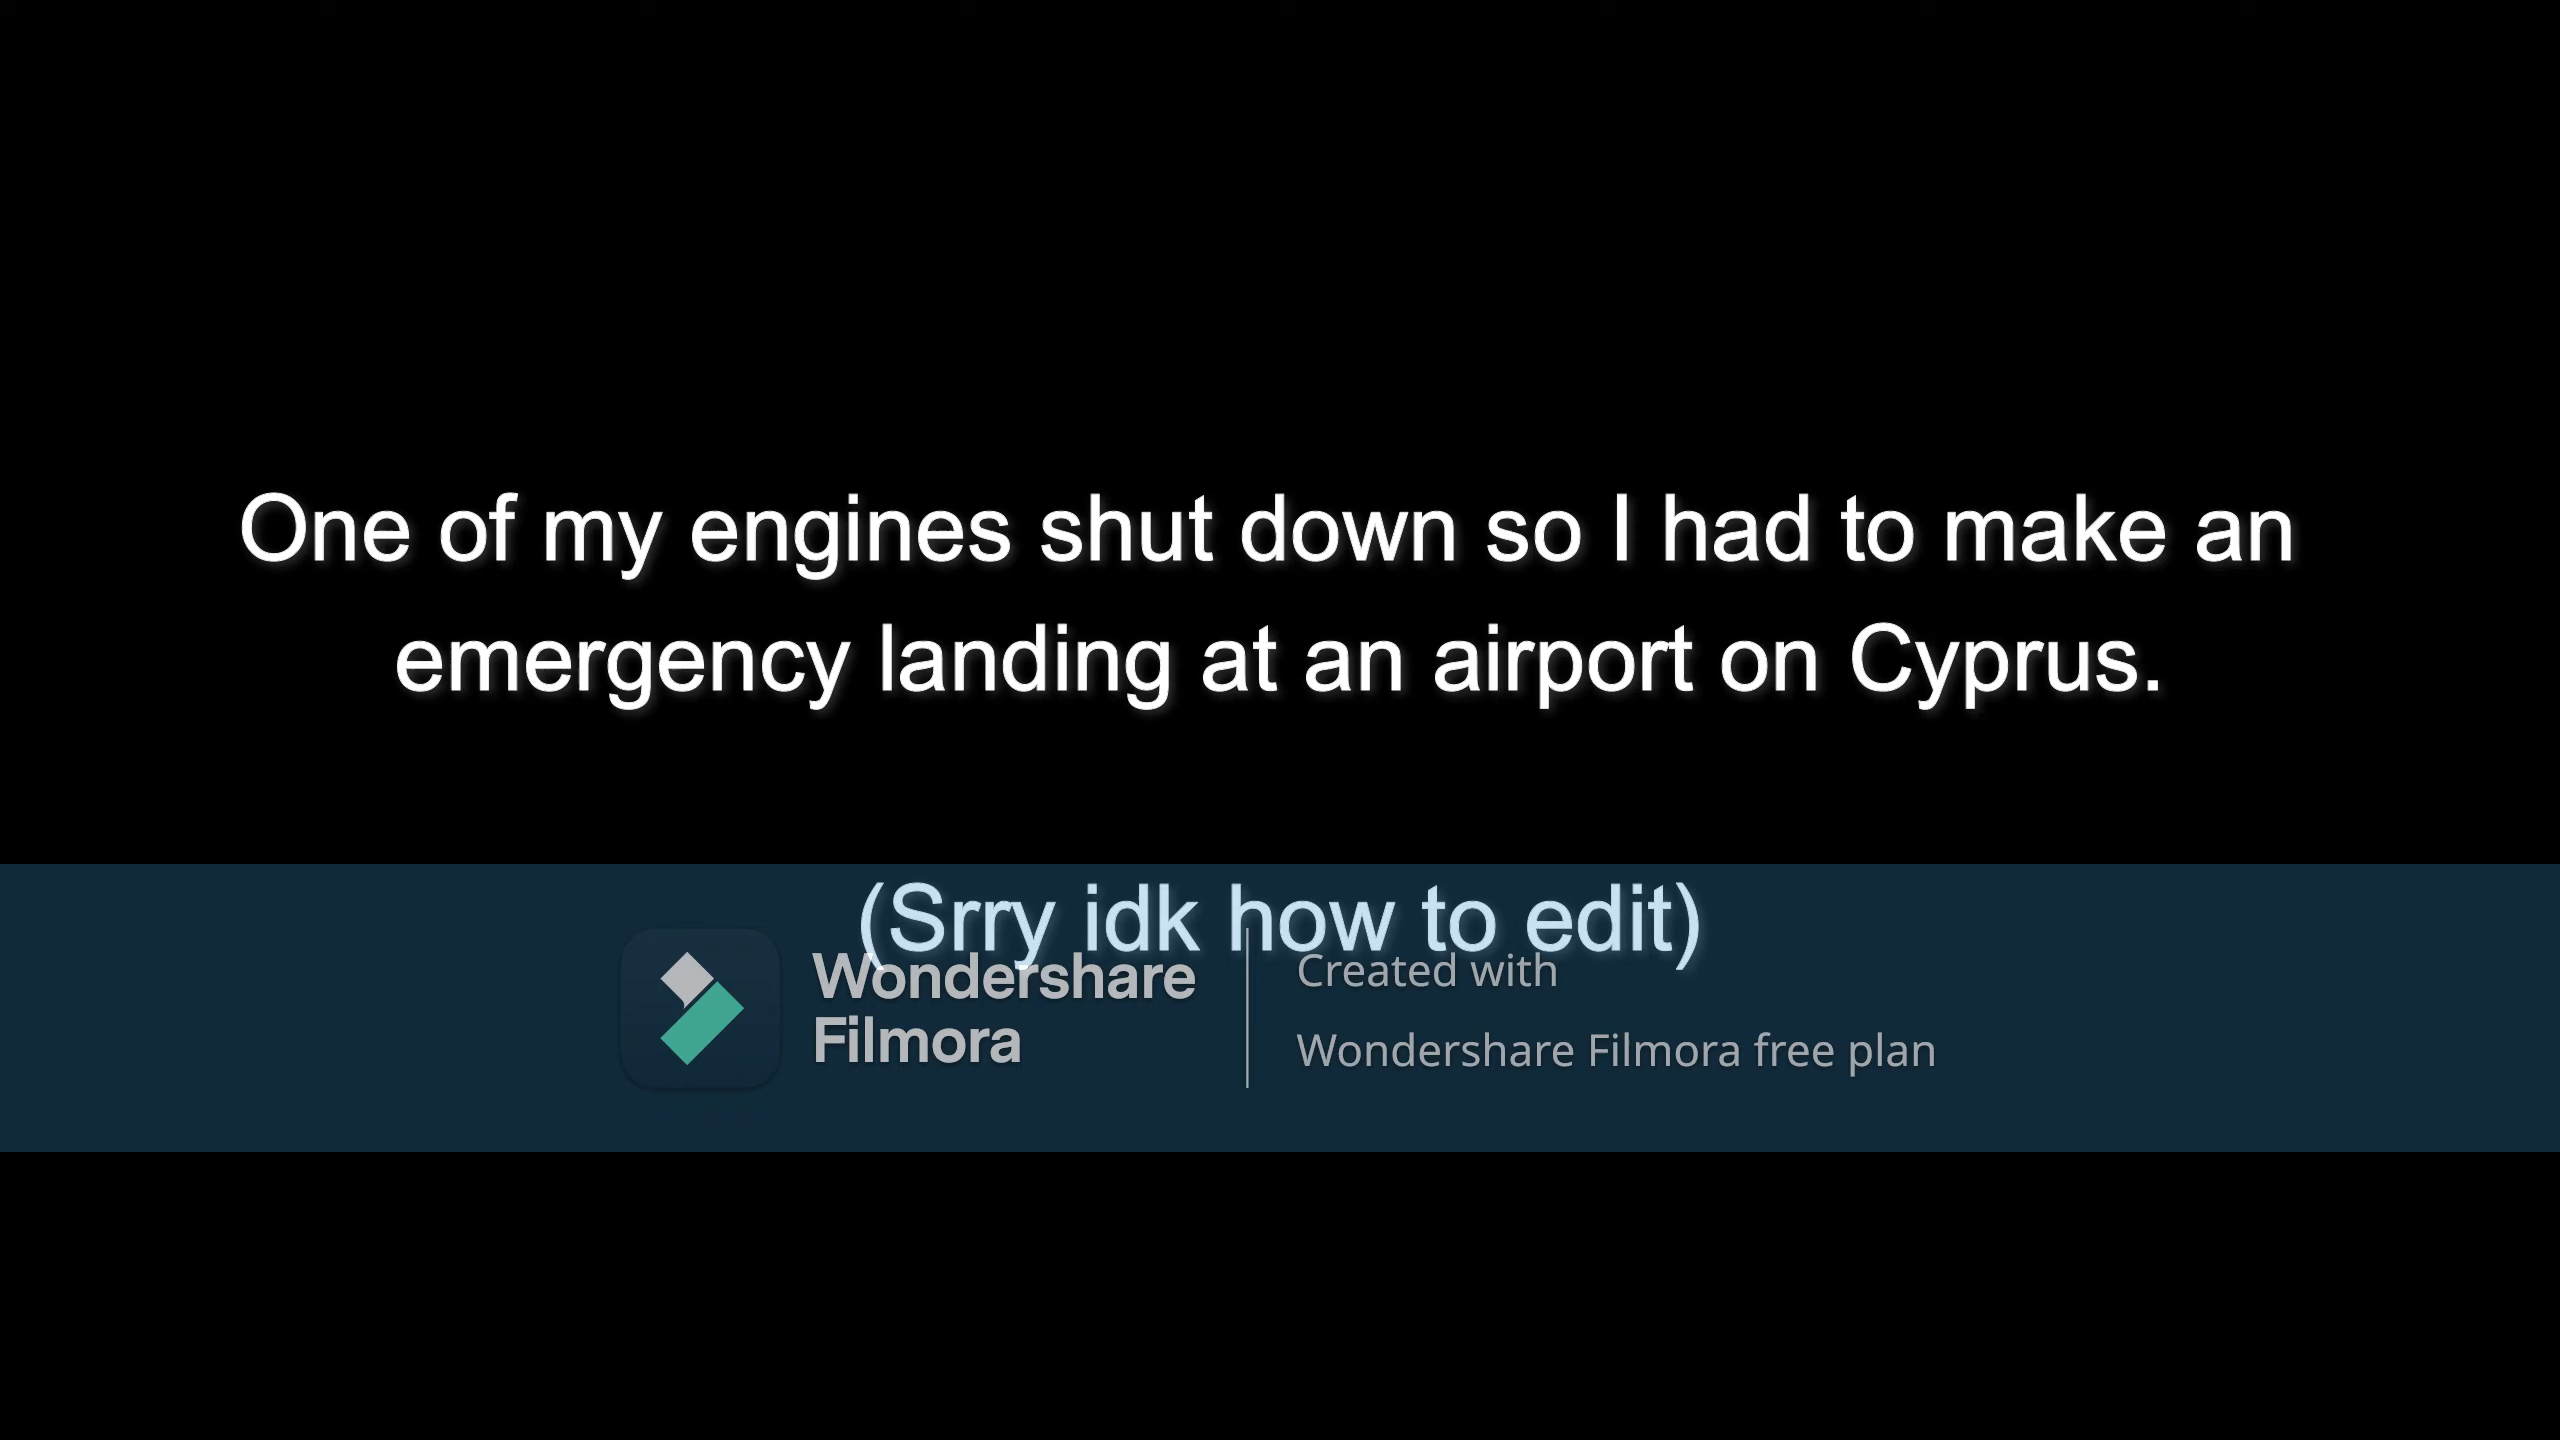 One of my engines shut down so I had to make an
emergency landing at an airport on Cyprus.
(Srry idk how to edit)
Wondershare
Filmora
Created with
Wondershare Filmora free plan